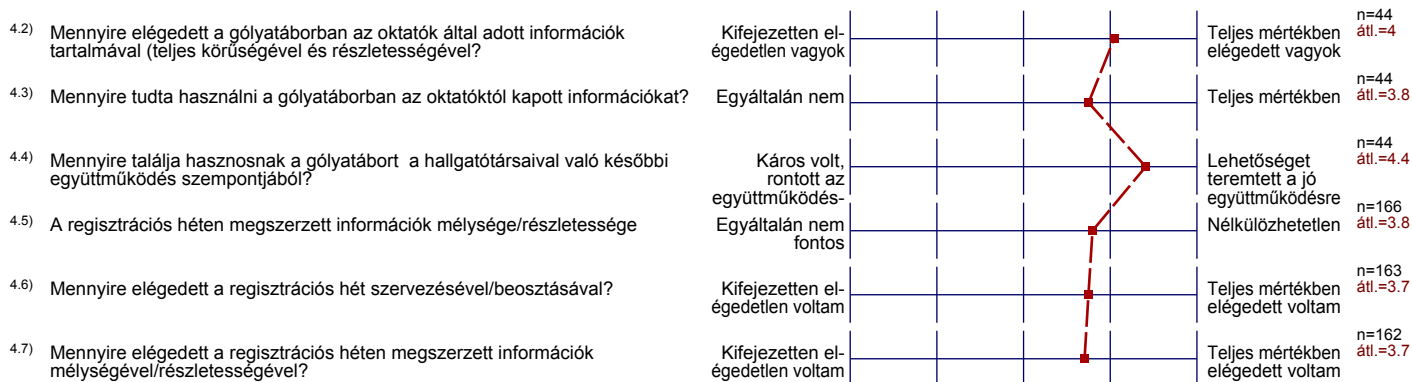 4.2) Mennyire elégedett a gólyatáborban az oktatók által adott információk
tartalmával (teljes körűségével és részletességével?
Kifejezetten el-
égedetlen vagyok
Teljes mértékben
elégedett vagyok
n=44
átl.=4
4.3) Mennyire tudta használni a gólyatáborban az oktatóktól kapott információkat?
Egyáltalán nem
Teljes mértékben
n=44
átl.=3.8
4.4) Mennyire találja hasznosnak a gólyatábort a hallgatótársaival való későbbi
együttműködés szempontjából?
Káros volt,
rontott az
együttműködés-
Lehetőséget
teremtett a jó
együttműködésre
n=44
átl.=4.4
4.5) A regisztrációs héten megszerzett információk mélysége/részletessége
Egyáltalán nem
fontos
Nélkülözhetetlen
n=166
átl.=3.8
4.6) Mennyire elégedett a regisztrációs hét szervezésével/beosztásával?
Kifejezetten el-
égedetlen voltam
Teljes mértékben
elégedett voltam
n=163
átl.=3.7
4.7) Mennyire elégedett a regisztrációs héten megszerzett információk
mélységével/részletességével?
Kifejezetten el-
égedetlen voltam
Teljes mértékben
elégedett voltam
n=162
átl.=3.7